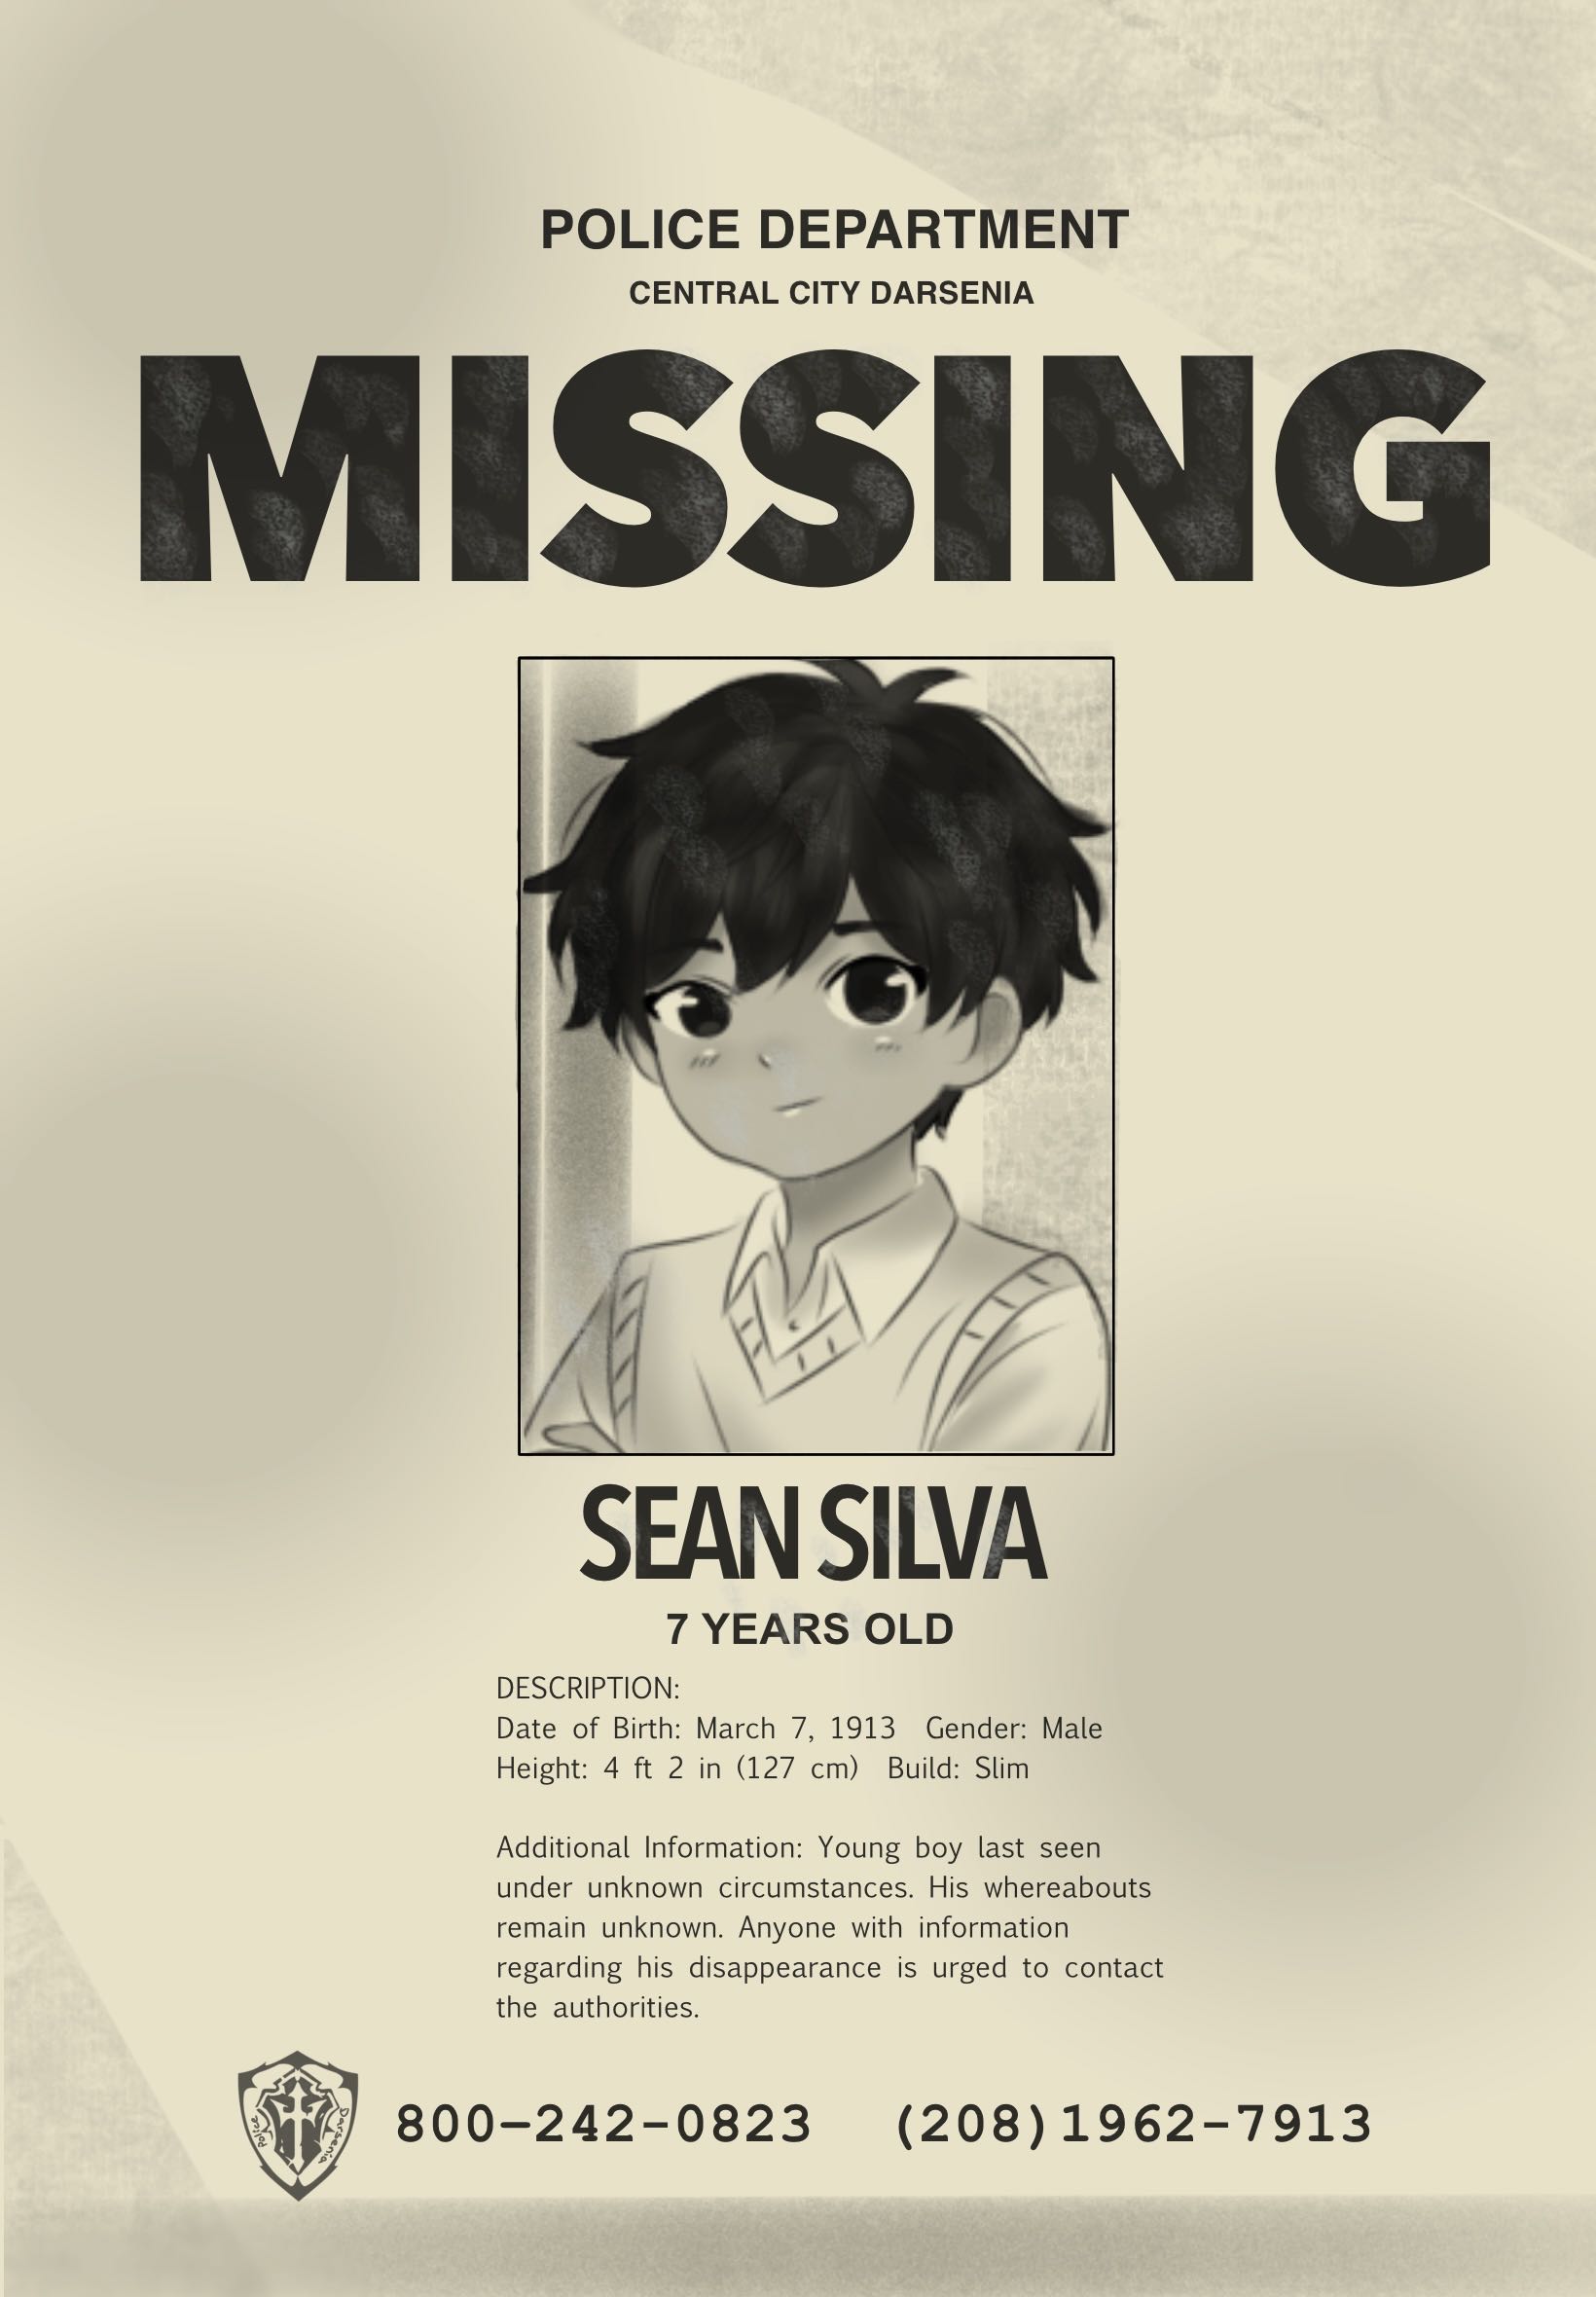 POLICE DEPARTMENT
CENTRAL CITY DARSENIA
MISSING
SEAN SILVA
7 YEARS OLD
DESCRIPTION:
Date of Birth: March 7, 1913 Gender: Male
Height: 4 ft 2 in (127 cm) Build: Slim
Additional Information: Young boy last seen
under unknown circumstances. His whereabouts
remain unknown. Anyone with information
regarding his disappearance is urged to contact
the authorities.
Police Darsenia
800-242-0823 (208)1962-7913